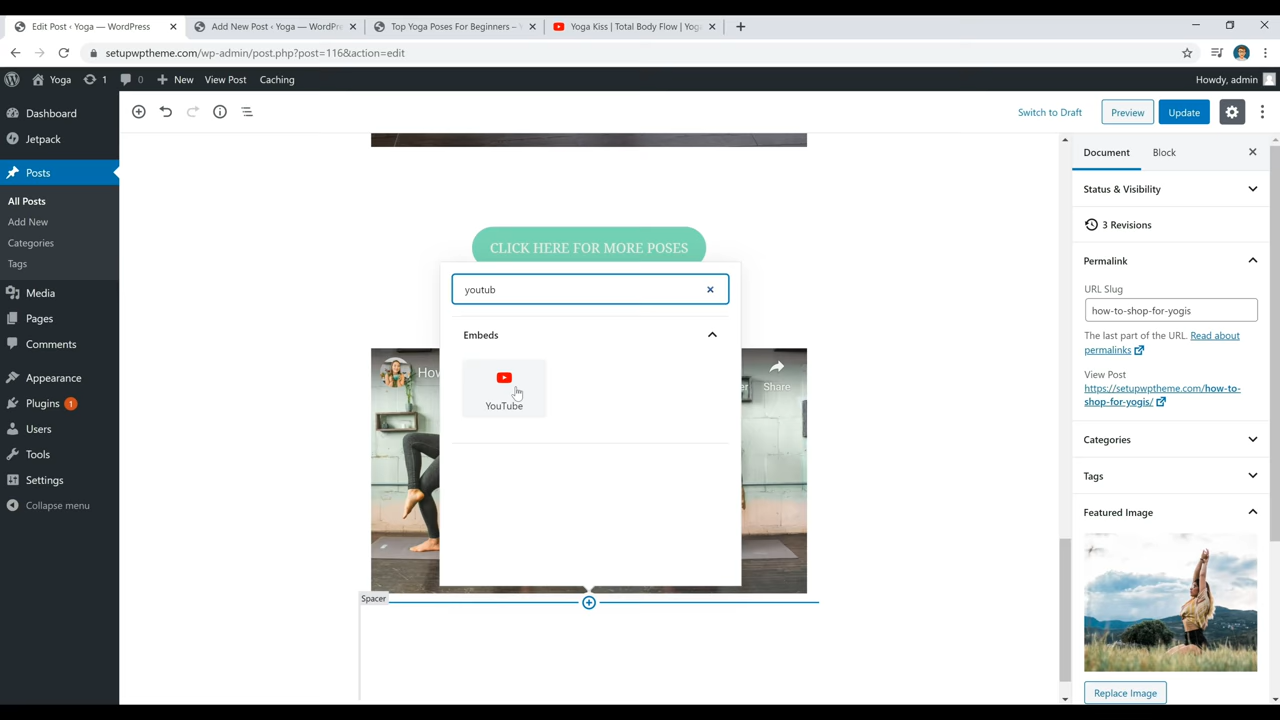 Edit Post ‹ Yoga — WordPress
Add New Post ‹ Yoga — WordPr
Top Yoga Poses For Beginners –
Yoga Kiss | Total Body Flow | Yog
setupwptheme.com/wp-admin/post.php?post=116&action=edit
Yoga
1
0
New
View Post
Caching
Howdy, admin
Dashboard
Jetpack
Posts
All Posts
Add New
Categories
Tags
Media
Pages
Comments
Appearance
Plugins 1
Users
Tools
Settings
Collapse menu
Switch to Draft
Preview
Update
CLICK HERE FOR MORE POSES
youtub
Embeds
YouTube
How
er
Share
Spacer
Document
Block
Status & Visibility
3 Revisions
Permalink
URL Slug
how-to-shop-for-yogis
The last part of the URL. Read about
permalinks
View Post
https://setupwptheme.com/how-to-
shop-for-yogis/
Categories
Tags
Featured Image
Replace Image